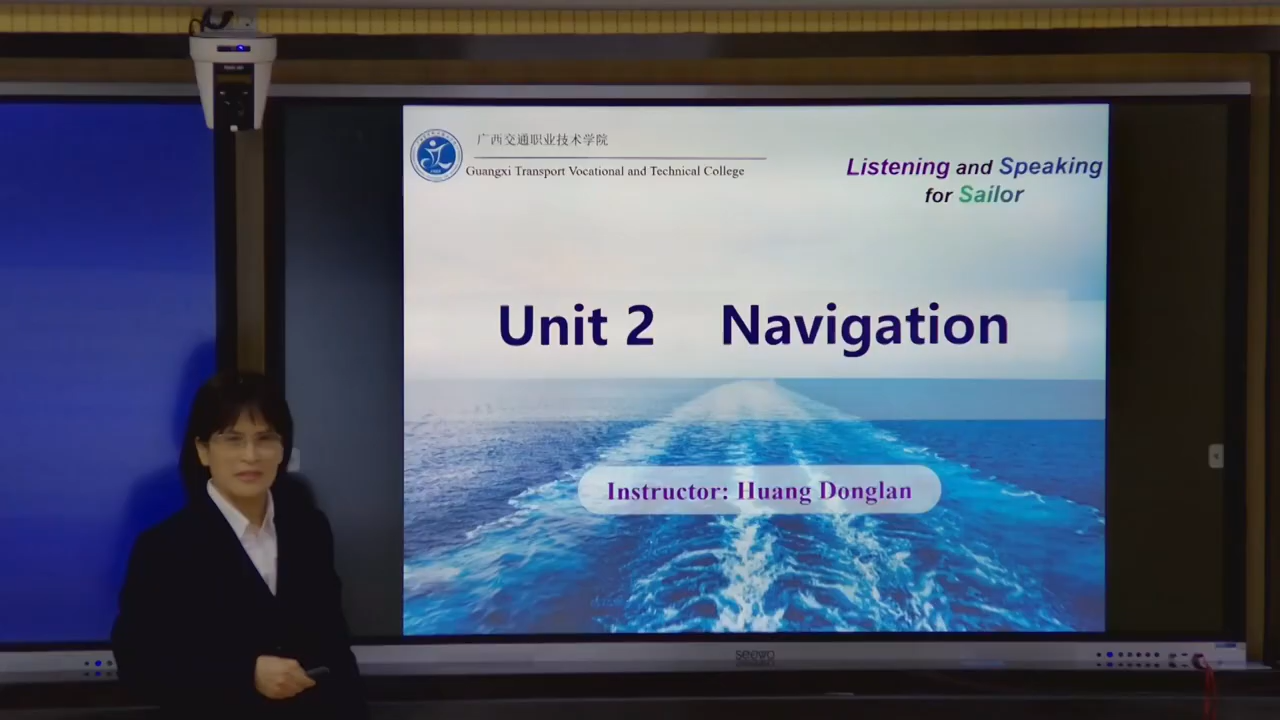 广西交通职业技术学院
Guangxi Transport Vocational and Technical College
Listening and Speaking
for Sailor
Unit 2 Navigation
Instructor: Huang Donglan
seewo